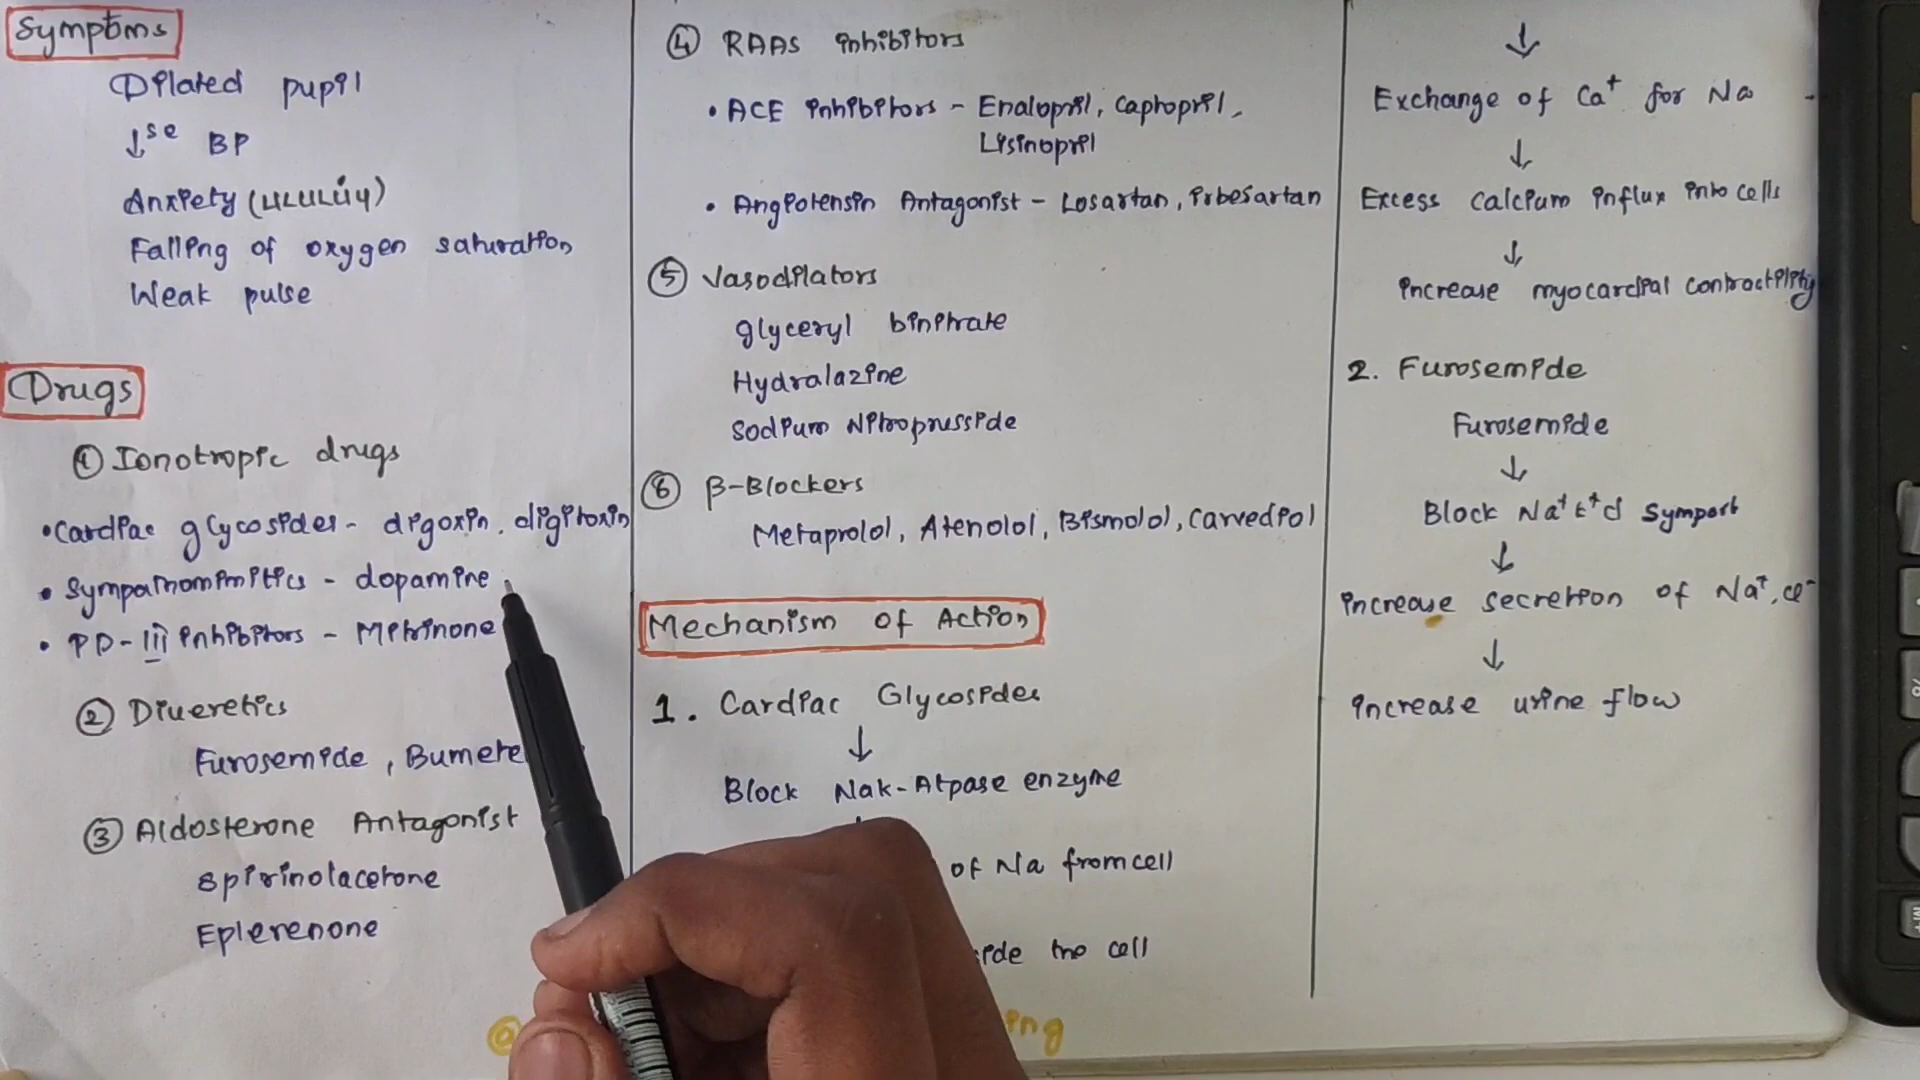 Symptoms
Dilated pupil
↓se BP
Anxiety (படபடப்பு)
Falling of oxygen saturation
Weak pulse
Drugs
① Ionotropic drugs
• Cardiac glycosides - digoxin, digitoxin
• Sympathomimitics - dopamine
• PD-III inhibitors - Milrinone
② Diueretics
Furosemide, Bumete
③ Aldosterone Antagonist
Spirinolacetone
Eplerenone
④ RAAS inhibitors
• ACE inhibitors - Enalopril, Captopril,
Lisinopril
• Angiotensin Antagonist - Losartan, irbesartan
⑤ Vasodilators
glyceryl binitrate
Hydralazine
Sodium Nitroprusside
⑥ β-Blockers
Metaprolol, Atenolol, Bismolol, Carvediol
Mechanism of Action
1. Cardiac Glycosides
↓
Block Nak-Atpase enzyme
of Na from cell
ide the cell
↓
Exchange of Ca⁺ for Na
↓
Excess calcium influx into cells
↓
increase myocardial contractility
2. Furosemide
Furosemide
↓
Block Na⁺k⁺cl symport
↓
increase secretion of Na⁺, cl⁻
↓
increase urine flow